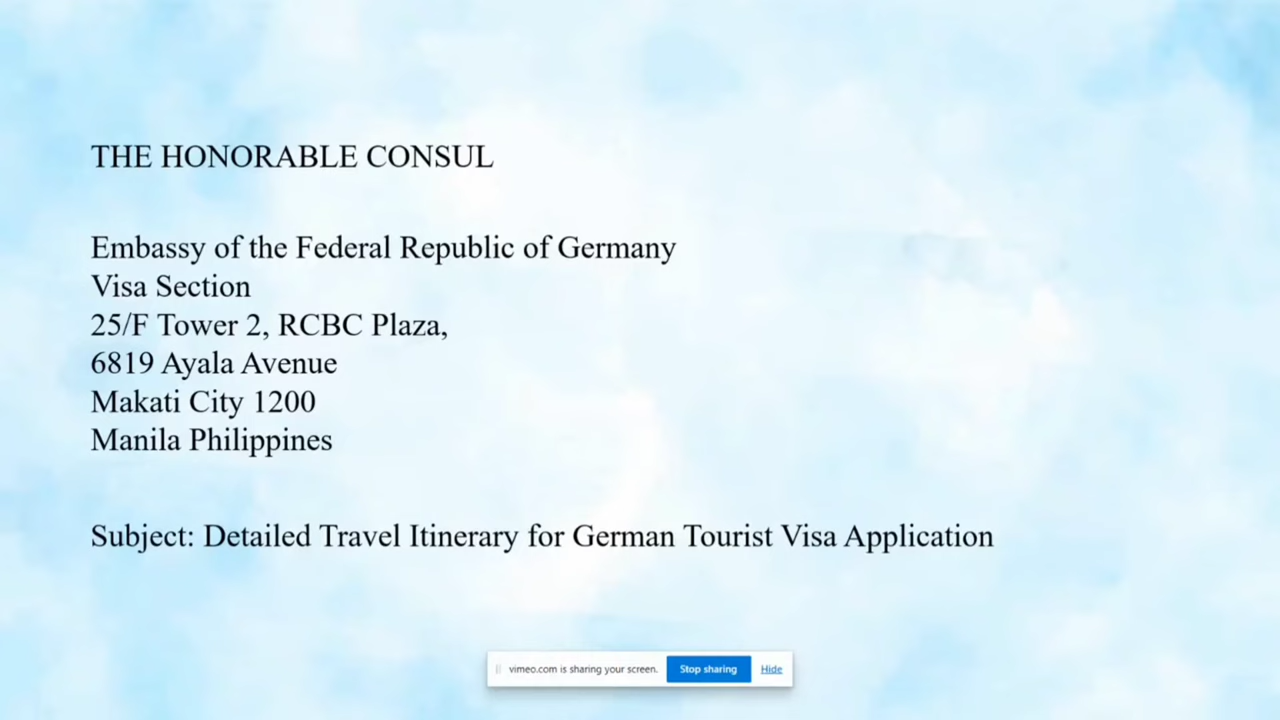 THE HONORABLE CONSUL
Embassy of the Federal Republic of Germany
Visa Section
25/F Tower 2, RCBC Plaza,
6819 Ayala Avenue
Makati City 1200
Manila Philippines
Subject: Detailed Travel Itinerary for German Tourist Visa Application
vimeo.com is sharing your screen. Stop sharing Hide